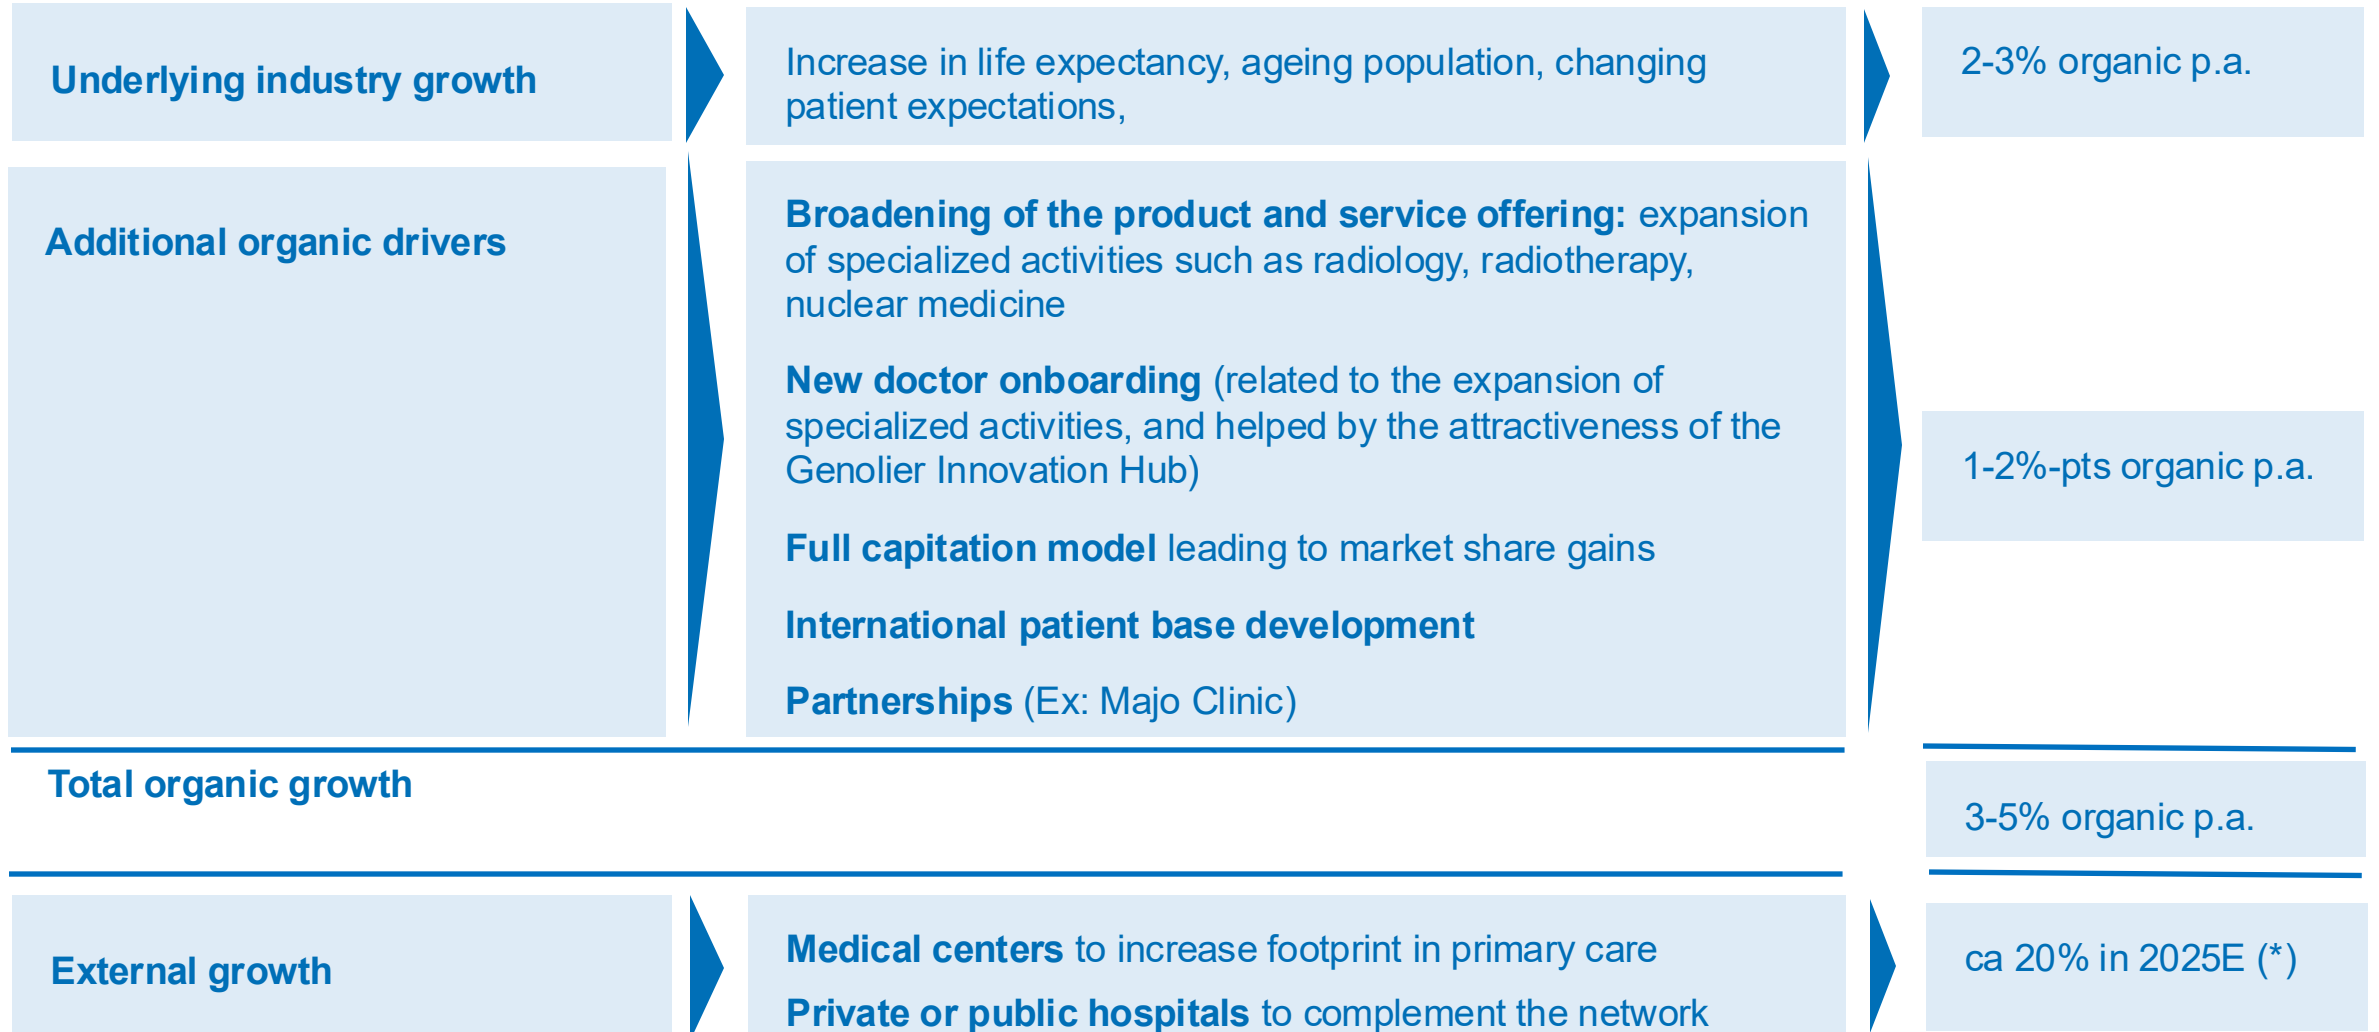 Underlying industry growth
Increase in life expectancy, ageing population, changing
patient expectations,
2-3% organic p.a.
Additional organic drivers
Broadening of the product and service offering: expansion
of specialized activities such as radiology, radiotherapy,
nuclear medicine
New doctor onboarding (related to the expansion of
specialized activities, and helped by the attractiveness of the
Genolier Innovation Hub)
Full capitation model leading to market share gains
International patient base development
Partnerships (Ex: Majo Clinic)
1-2%-pts organic p.a.
Total organic growth
3-5% organic p.a.
External growth
Medical centers to increase footprint in primary care
Private or public hospitals to complement the network
ca 20% in 2025E (*)